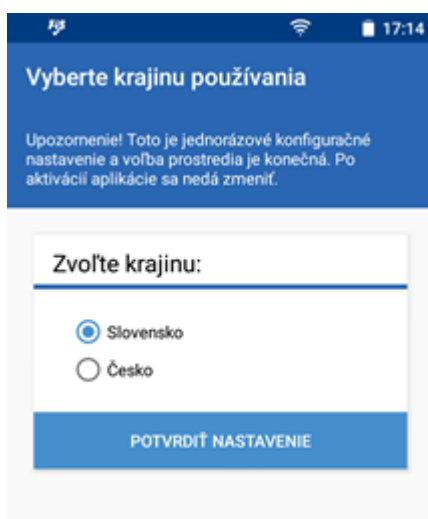 17:14
Vyberte krajinu používania
Upozornenie! Toto je jednorázové konfiguračné
nastavenie a voľba prostredia je konečná. Po
aktivácií aplikácie sa nedá zmeniť.
Zvoľte krajinu:
Slovensko
Česko
POTVRDIŤ NASTAVENIE